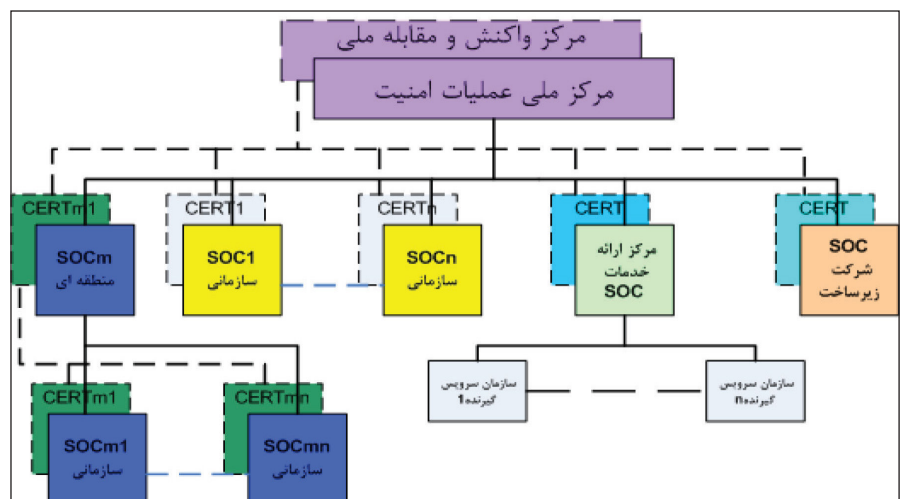 مرکز واکنش و مقابله ملی
مرکز ملی عملیات امنیت
CERTm1
CERT1
CERTn
CERT
CERT
SOCm
منطقه ای
SOC1
سازمانی
SOCn
سازمانی
مرکز ارائه
خدمات
SOC
SOC
شرکت
زیرساخت
CERTm1
CERTmn
سازمان سرویس
گیرنده1
سازمان سرویس
گیرندهn
SOCm1
سازمانی
SOCmn
سازمانی